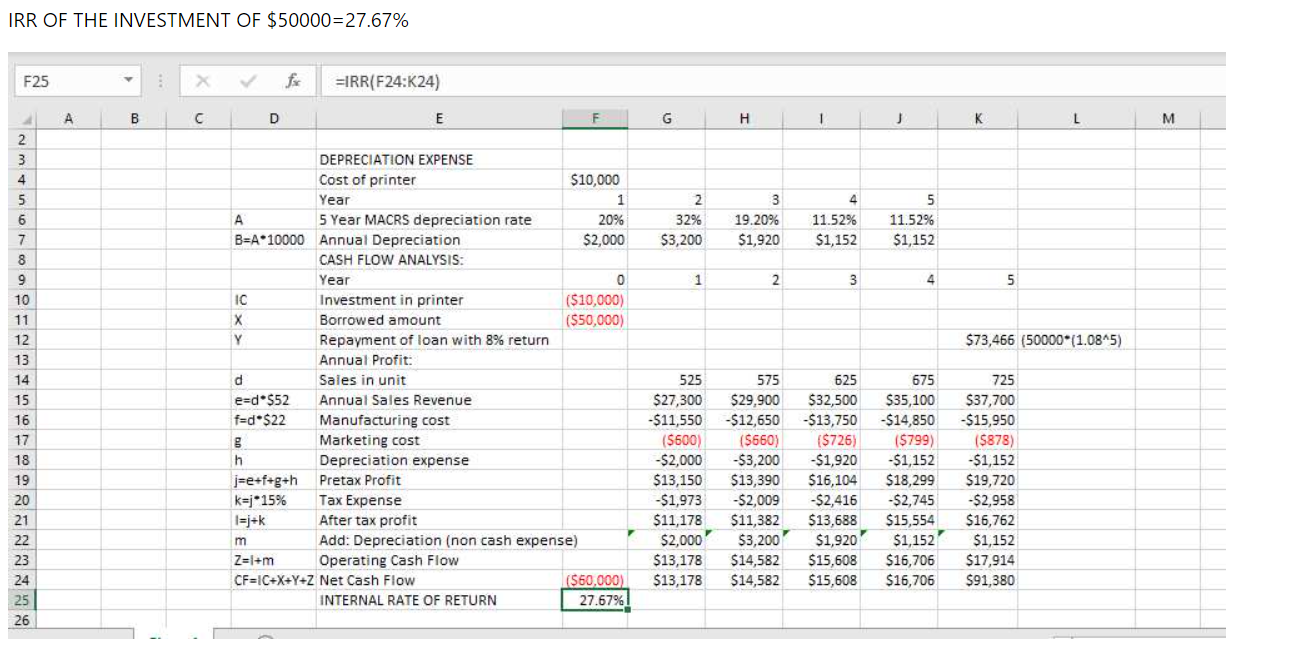 IRR OF THE INVESTMENT OF $50000=27.67%
F25 fx =IRR(F24:K24)
A B C D E F G H I J K L M
2
3 DEPRECIATION EXPENSE
4 Cost of printer $10,000
5 Year 1 2 3 4 5
6 A 5 Year MACRS depreciation rate 20% 32% 19.20% 11.52% 11.52%
7 B=A*10000 Annual Depreciation $2,000 $3,200 $1,920 $1,152 $1,152
8 CASH FLOW ANALYSIS:
9 Year 0 1 2 3 4 5
10 IC Investment in printer ($10,000)
11 X Borrowed amount ($50,000)
12 Y Repayment of loan with 8% return $73,466 (50000*(1.08^5)
13 Annual Profit:
14 d Sales in unit 525 575 625 675 725
15 e=d*$52 Annual Sales Revenue $27,300 $29,900 $32,500 $35,100 $37,700
16 f=d*$22 Manufacturing cost -$11,550 -$12,650 -$13,750 -$14,850 -$15,950
17 g Marketing cost ($600) ($660) ($726) ($799) ($878)
18 h Depreciation expense -$2,000 -$3,200 -$1,920 -$1,152 -$1,152
19 j=e+f+g+h Pretax Profit $13,150 $13,390 $16,104 $18,299 $19,720
20 k=j*15% Tax Expense -$1,973 -$2,009 -$2,416 -$2,745 -$2,958
21 l=j+k After tax profit $11,178 $11,382 $13,688 $15,554 $16,762
22 m Add: Depreciation (non cash expense) $2,000 $3,200 $1,920 $1,152 $1,152
23 Z=l+m Operating Cash Flow $13,178 $14,582 $15,608 $16,706 $17,914
24 CF=IC+X+Y+Z Net Cash Flow ($60,000) $13,178 $14,582 $15,608 $16,706 $91,380
25 INTERNAL RATE OF RETURN 27.67%
26